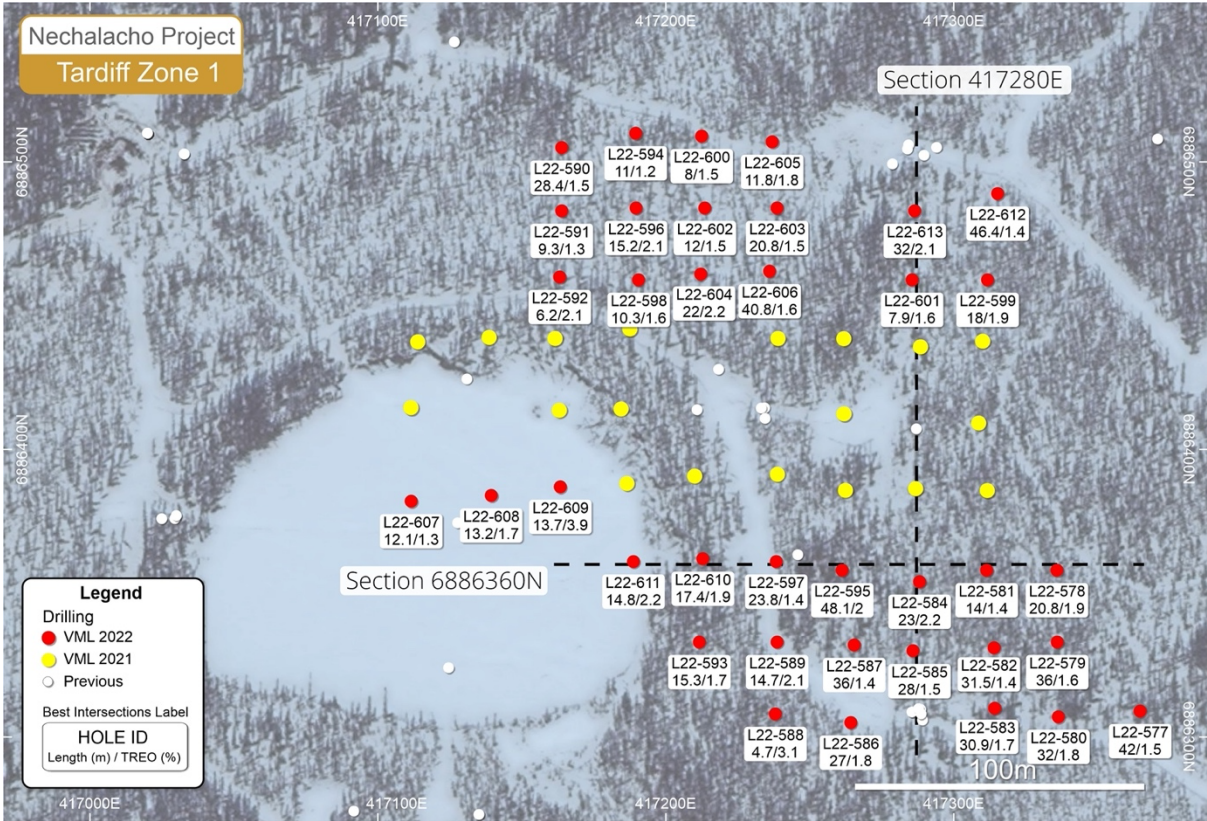 Nechalacho Project
Tardiff Zone 1
417100E
417200E
417300E
Section 417280E
6886500N
6886500N
L22-590
28.4/1.5
L22-594
11/1.2
L22-600
8/1.5
L22-605
11.8/1.8
L22-612
46.4/1.4
L22-591
9.3/1.3
L22-596
15.2/2.1
L22-602
12/1.5
L22-603
20.8/1.5
L22-613
32/2.1
L22-592
6.2/2.1
L22-598
10.3/1.6
L22-604
22/2.2
L22-606
40.8/1.6
L22-601
7.9/1.6
L22-599
18/1.9
6886400N
6886400N
L22-607
12.1/1.3
L22-608
13.2/1.7
L22-609
13.7/3.9
Section 6886360N
L22-611
14.8/2.2
L22-610
17.4/1.9
L22-597
23.8/1.4
L22-595
48.1/2
L22-584
23/2.2
L22-581
14/1.4
L22-578
20.8/1.9
L22-593
15.3/1.7
L22-589
14.7/2.1
L22-587
36/1.4
L22-585
28/1.5
L22-582
31.5/1.4
L22-579
36/1.6
L22-588
4.7/3.1
L22-586
27/1.8
L22-583
30.9/1.7
L22-580
32/1.8
L22-577
42/1.5
6886300N
100m
Legend
Drilling
VML 2022
VML 2021
Previous
Best Intersections Label
HOLE ID
Length (m) / TREO (%)
417000E
417100E
417200E
417300E